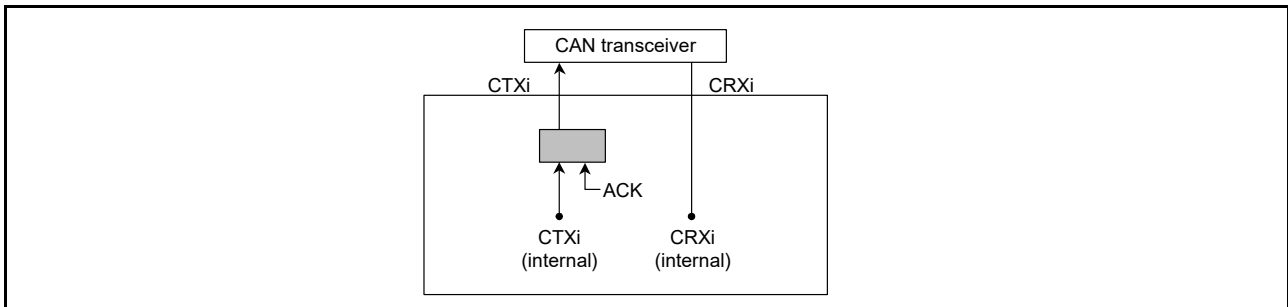 CAN transceiver
CTXi
CRXi
ACK
CTXi
(internal)
CRXi
(internal)